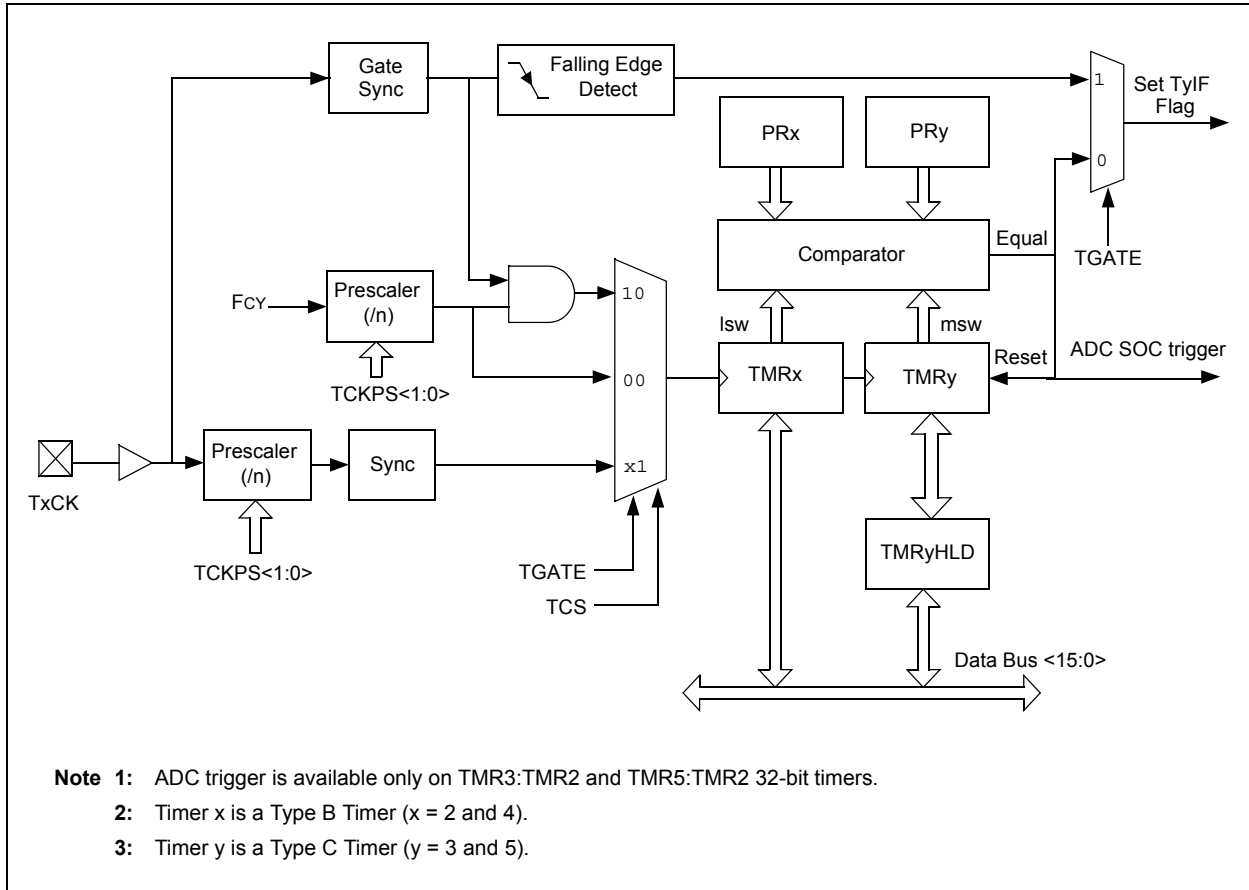 Gate
Sync
Falling Edge
Detect
1
Set TyIF
Flag
PRx
PRy
0
Equal
TGATE
Comparator
FCY
Prescaler
(/n)
10
lsw
msw
TCKPS<1:0>
00
TMRx
TMRy
Reset
ADC SOC trigger
TxCK
Prescaler
(/n)
Sync
x1
TCKPS<1:0>
TGATE
TCS
TMRyHLD
Data Bus <15:0>
Note 1: ADC trigger is available only on TMR3:TMR2 and TMR5:TMR2 32-bit timers.
2: Timer x is a Type B Timer (x = 2 and 4).
3: Timer y is a Type C Timer (y = 3 and 5).